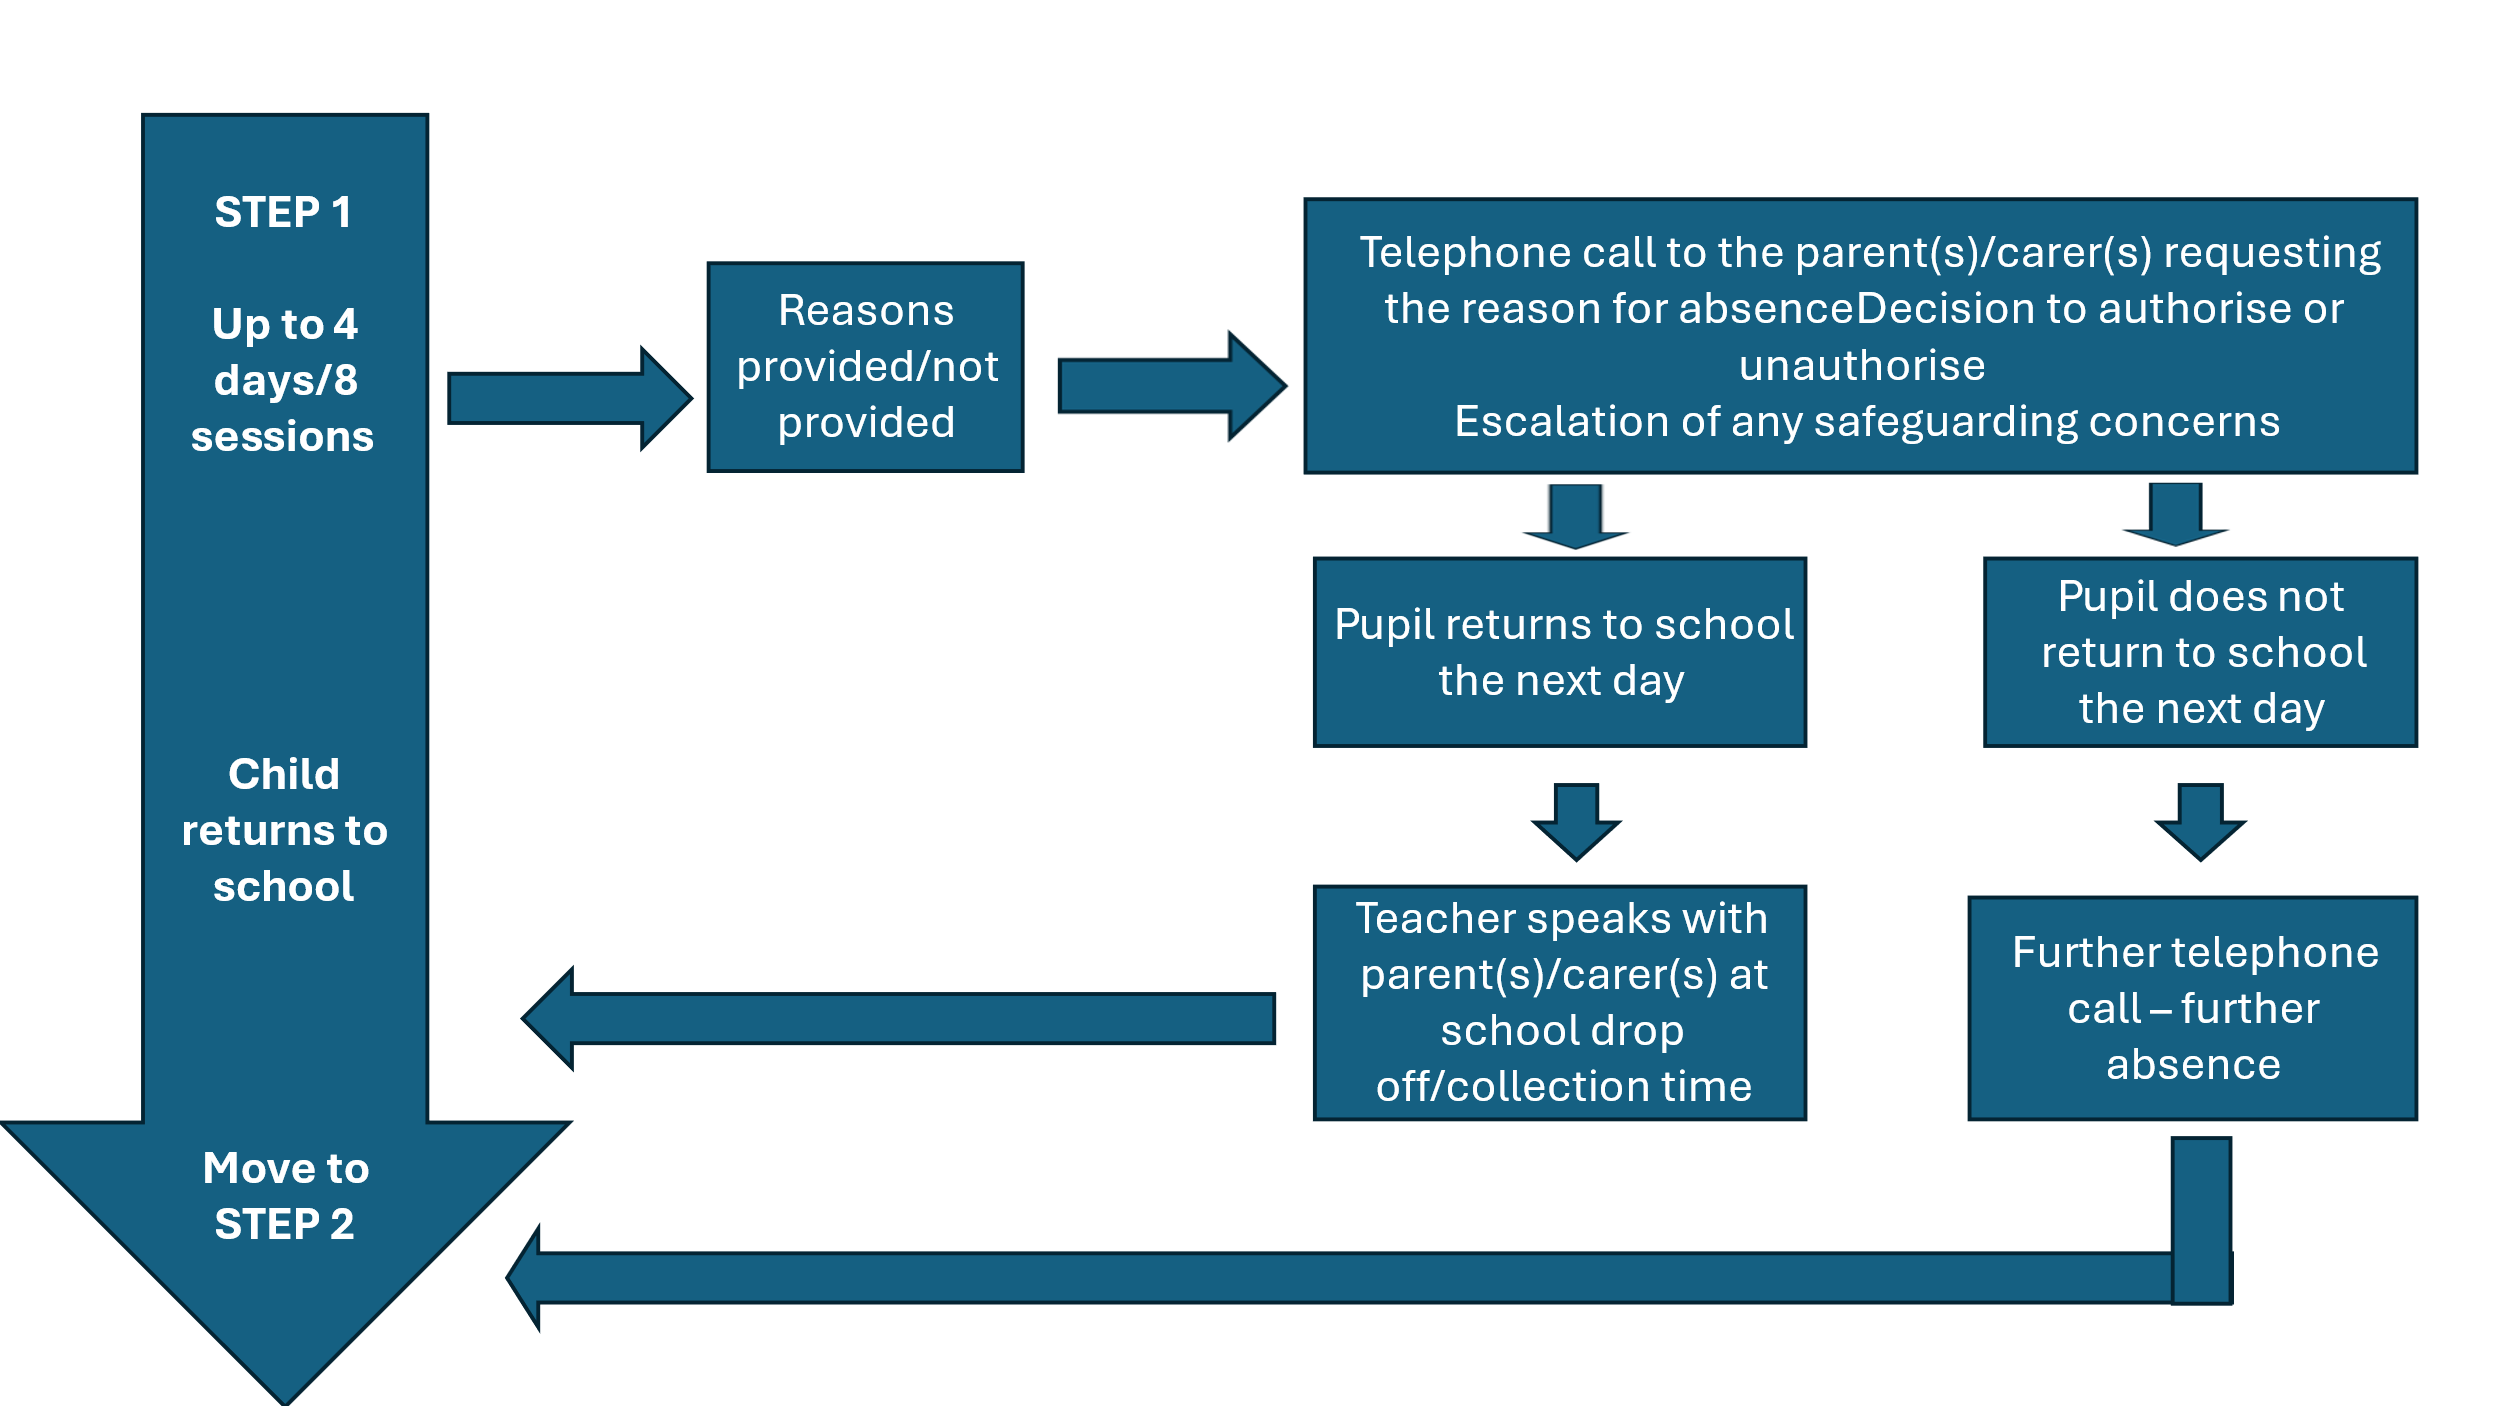 STEP 1
Up to 4
days/8
sessions
Child
returns to
school
Move to
STEP 2
Reasons
provided/not
provided
Telephone call to the parent(s)/carer(s) requesting
the reason for absenceDecision to authorise or
unauthorise
Escalation of any safeguarding concerns
Pupil returns to school
the next day
Pupil does not
return to school
the next day
Teacher speaks with
parent(s)/carer(s) at
school drop
off/collection time
Further telephone
call – further
absence